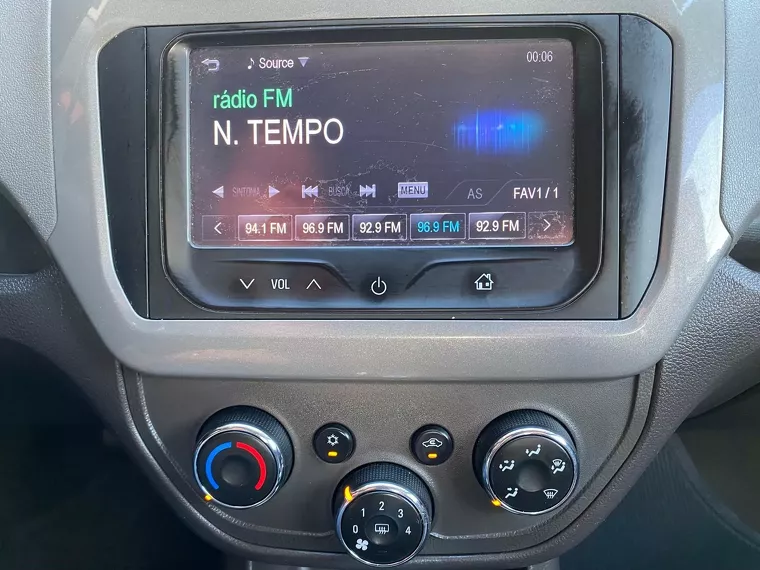 Source 00:06
rádio FM
N. TEMPO
SINTONIA BUSCA MENU AS FAV1 / 1
94.1 FM 96.9 FM 92.9 FM 96.9 FM 92.9 FM
VOL
0 1 2 3 4